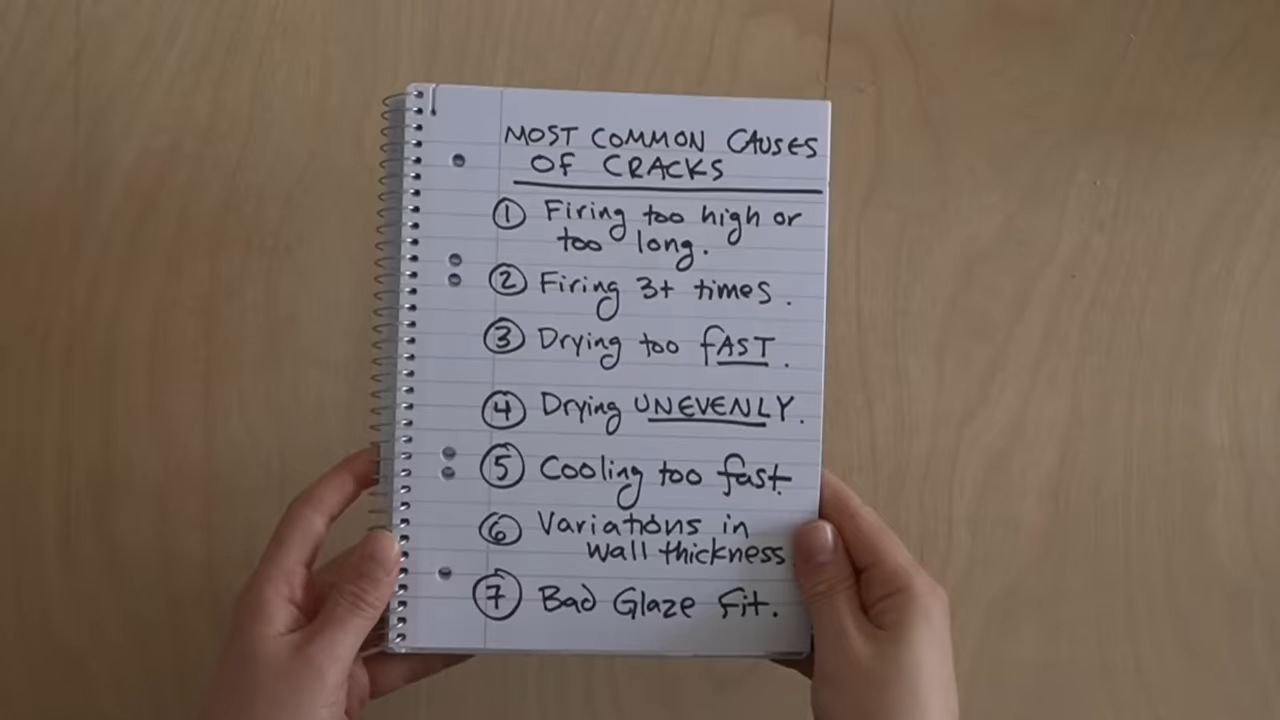 MOST COMMON CAUSES
OF CRACKS
① Firing too high or
too long.
② Firing 3+ times.
③ Drying too fAST.
④ Drying UNEVENLY.
⑤ Cooling too fast.
⑥ Variations in
wall thickness
⑦ Bad Glaze Fit.